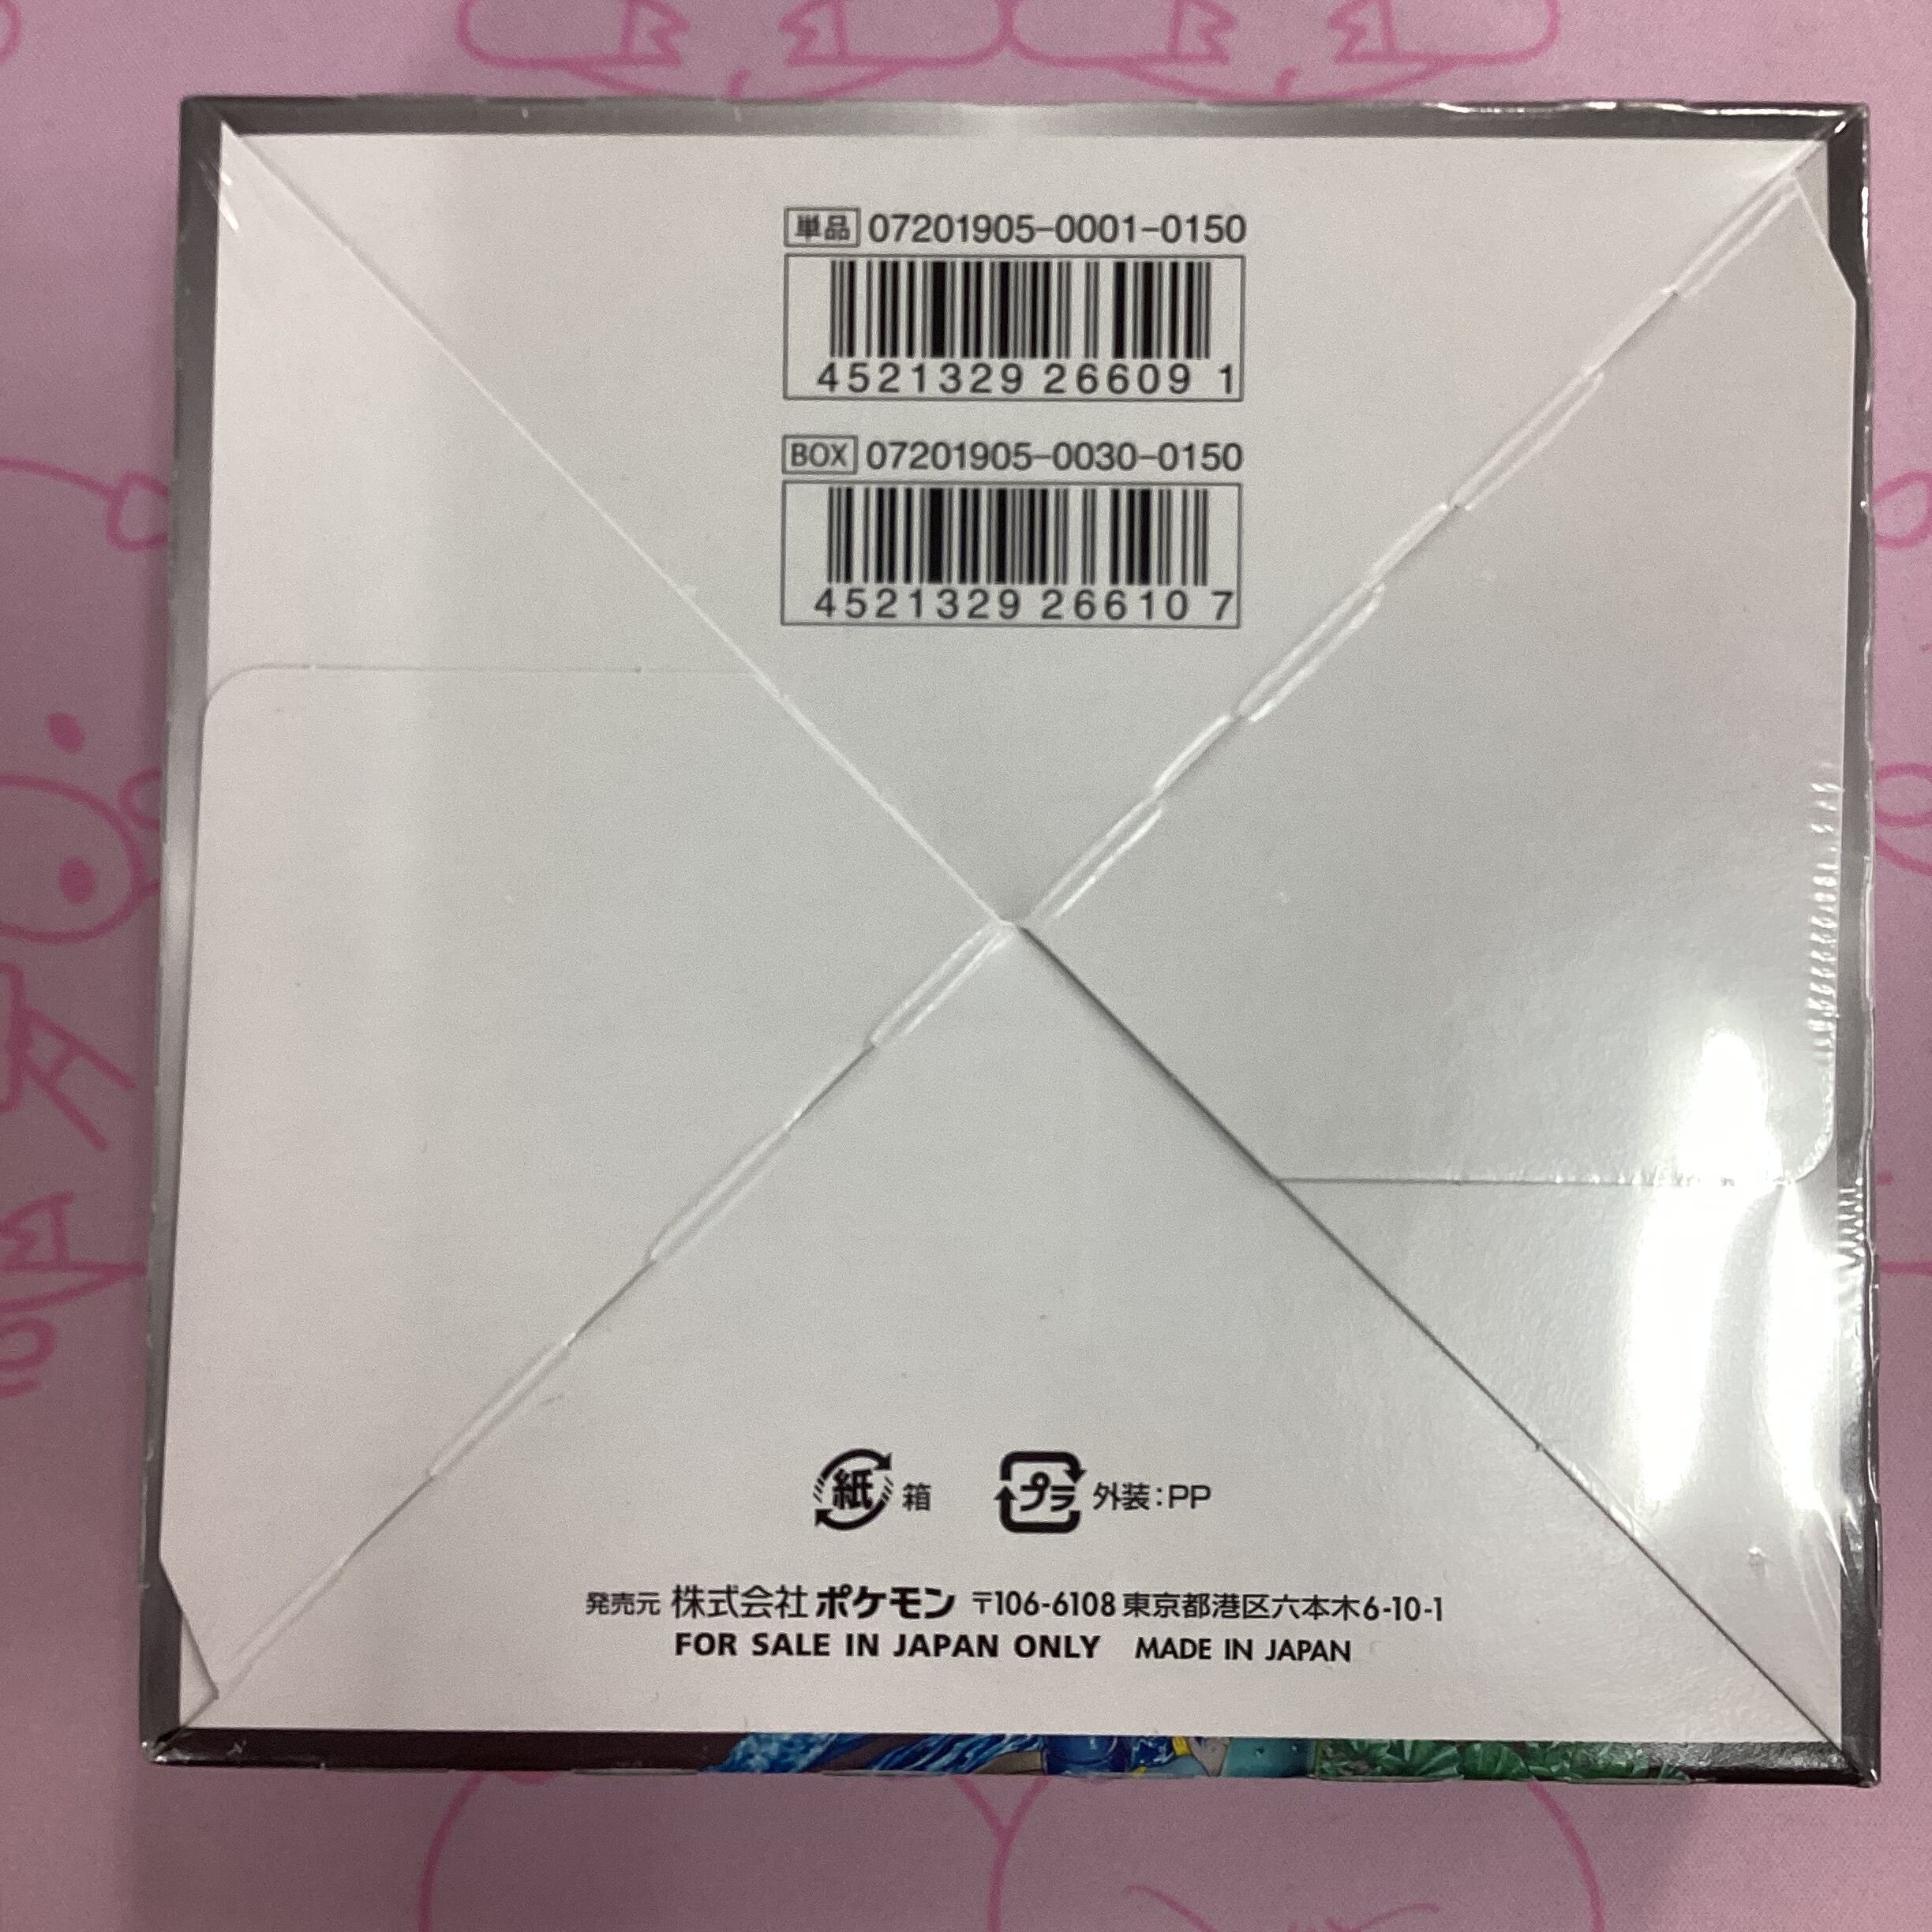 単品 07201905-0001-0150
4521329 26609 1
BOX 07201905-0030-0150
4521329 26610 7
紙 箱 プラ 外装:PP
発売元 株式会社 ポケモン 〒106-6108 東京都港区六本木6-10-1
FOR SALE IN JAPAN ONLY MADE IN JAPAN